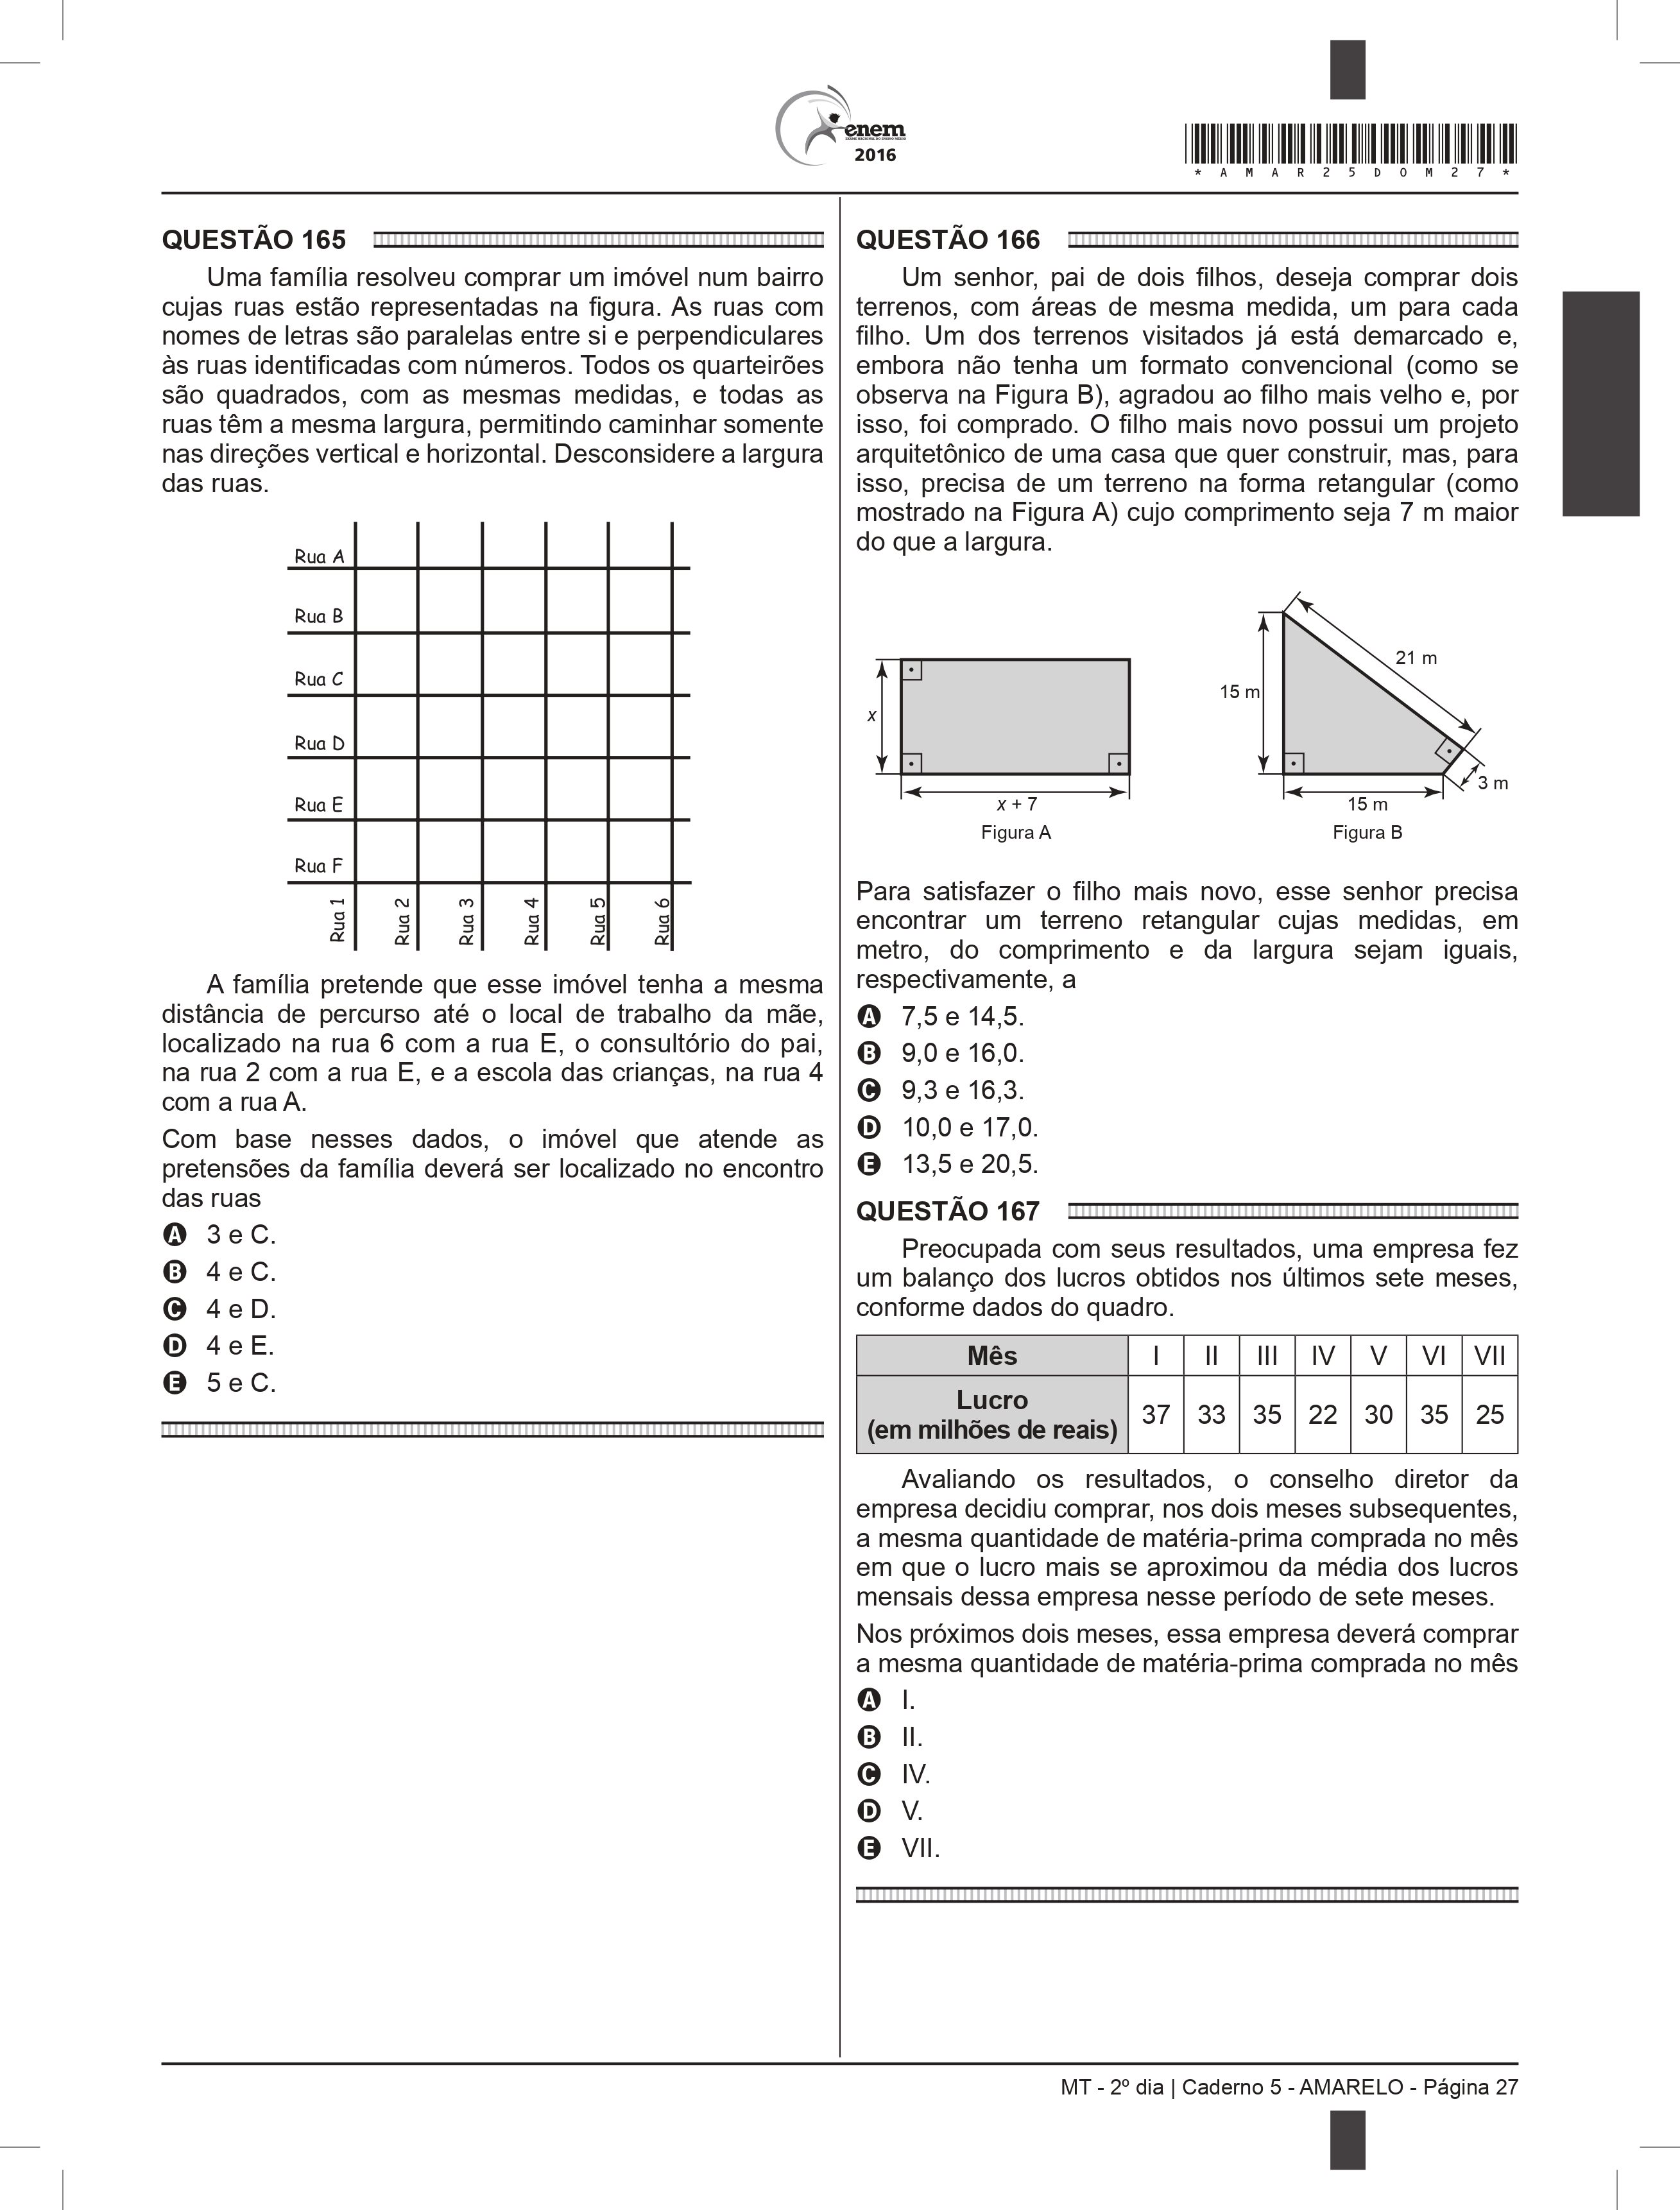 enem
EXAME NACIONAL DO ENSINO MÉDIO
2016
* A M A R 2 5 D O M 2 7 *
QUESTÃO 165
Uma família resolveu comprar um imóvel num bairro
cujas ruas estão representadas na figura. As ruas com
nomes de letras são paralelas entre si e perpendiculares
às ruas identificadas com números. Todos os quarteirões
são quadrados, com as mesmas medidas, e todas as
ruas têm a mesma largura, permitindo caminhar somente
nas direções vertical e horizontal. Desconsidere a largura
das ruas.
Rua A
Rua B
Rua C
Rua D
Rua E
Rua F
Rua 1
Rua 2
Rua 3
Rua 4
Rua 5
Rua 6
A família pretende que esse imóvel tenha a mesma
distância de percurso até o local de trabalho da mãe,
localizado na rua 6 com a rua E, o consultório do pai,
na rua 2 com a rua E, e a escola das crianças, na rua 4
com a rua A.
Com base nesses dados, o imóvel que atende as
pretensões da família deverá ser localizado no encontro
das ruas
A 3 e C.
B 4 e C.
C 4 e D.
D 4 e E.
E 5 e C.
QUESTÃO 166
Um senhor, pai de dois filhos, deseja comprar dois
terrenos, com áreas de mesma medida, um para cada
filho. Um dos terrenos visitados já está demarcado e,
embora não tenha um formato convencional (como se
observa na Figura B), agradou ao filho mais velho e, por
isso, foi comprado. O filho mais novo possui um projeto
arquitetônico de uma casa que quer construir, mas, para
isso, precisa de um terreno na forma retangular (como
mostrado na Figura A) cujo comprimento seja 7 m maior
do que a largura.
x
x + 7
Figura A
15 m
21 m
3 m
15 m
Figura B
Para satisfazer o filho mais novo, esse senhor precisa
encontrar um terreno retangular cujas medidas, em
metro, do comprimento e da largura sejam iguais,
respectivamente, a
A 7,5 e 14,5.
B 9,0 e 16,0.
C 9,3 e 16,3.
D 10,0 e 17,0.
E 13,5 e 20,5.
QUESTÃO 167
Preocupada com seus resultados, uma empresa fez
um balanço dos lucros obtidos nos últimos sete meses,
conforme dados do quadro.
Mês I II III IV V VI VII
Lucro
(em milhões de reais) 37 33 35 22 30 35 25
Avaliando os resultados, o conselho diretor da
empresa decidiu comprar, nos dois meses subsequentes,
a mesma quantidade de matéria-prima comprada no mês
em que o lucro mais se aproximou da média dos lucros
mensais dessa empresa nesse período de sete meses.
Nos próximos dois meses, essa empresa deverá comprar
a mesma quantidade de matéria-prima comprada no mês
A I.
B II.
C IV.
D V.
E VII.
MT - 2º dia | Caderno 5 - AMARELO - Página 27